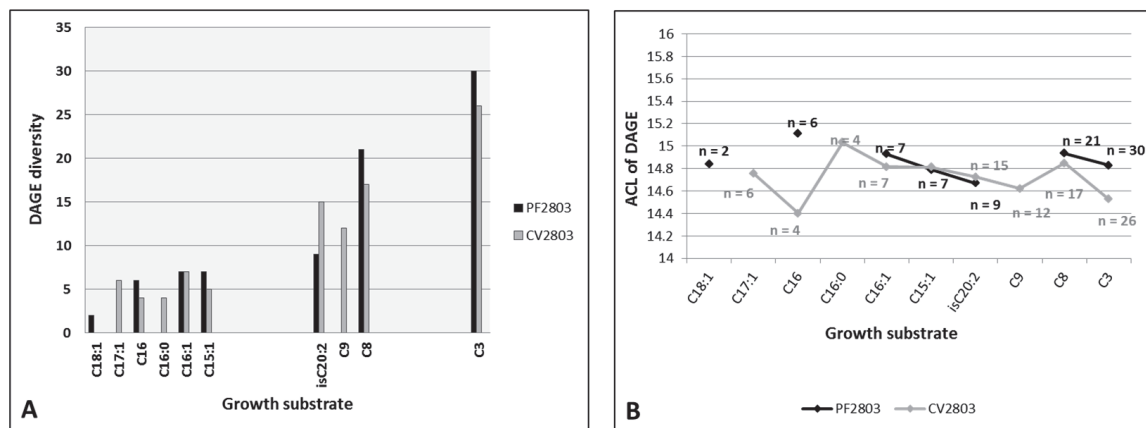 35
30
25
20
15
10
5
0
DAGE diversity
C18:1
C17:1
C16
C16:0
C16:1
C15:1
isC20:2
C9
C8
C3
Growth substrate
PF2803
CV2803
A
16
15.8
15.6
15.4
15.2
15
14.8
14.6
14.4
14.2
14
ACL of DAGE
n = 2
n = 6
n = 6
n = 4
n = 4
n = 7
n = 7
n = 7
n = 15
n = 9
n = 12
n = 21
n = 17
n = 30
n = 26
C18:1
C17:1
C16
C16:0
C16:1
C15:1
isC20:2
C9
C8
C3
Growth substrate
B
PF2803
CV2803